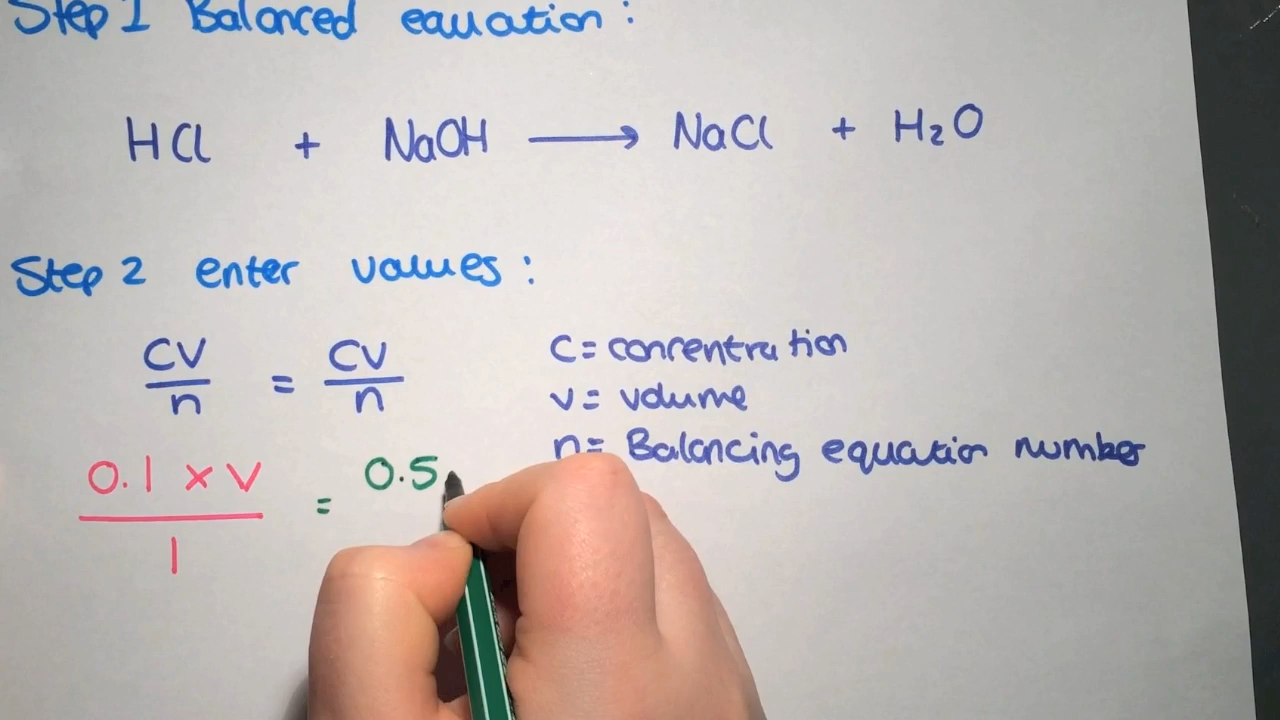 Step 1 Balanced equation :
HCl + NaOH → NaCl + H₂O
Step 2 enter values :
CV/n = CV/n
C = concentration
V = volume
n = Balancing equation number
0.1 x V / 1 = 0.5